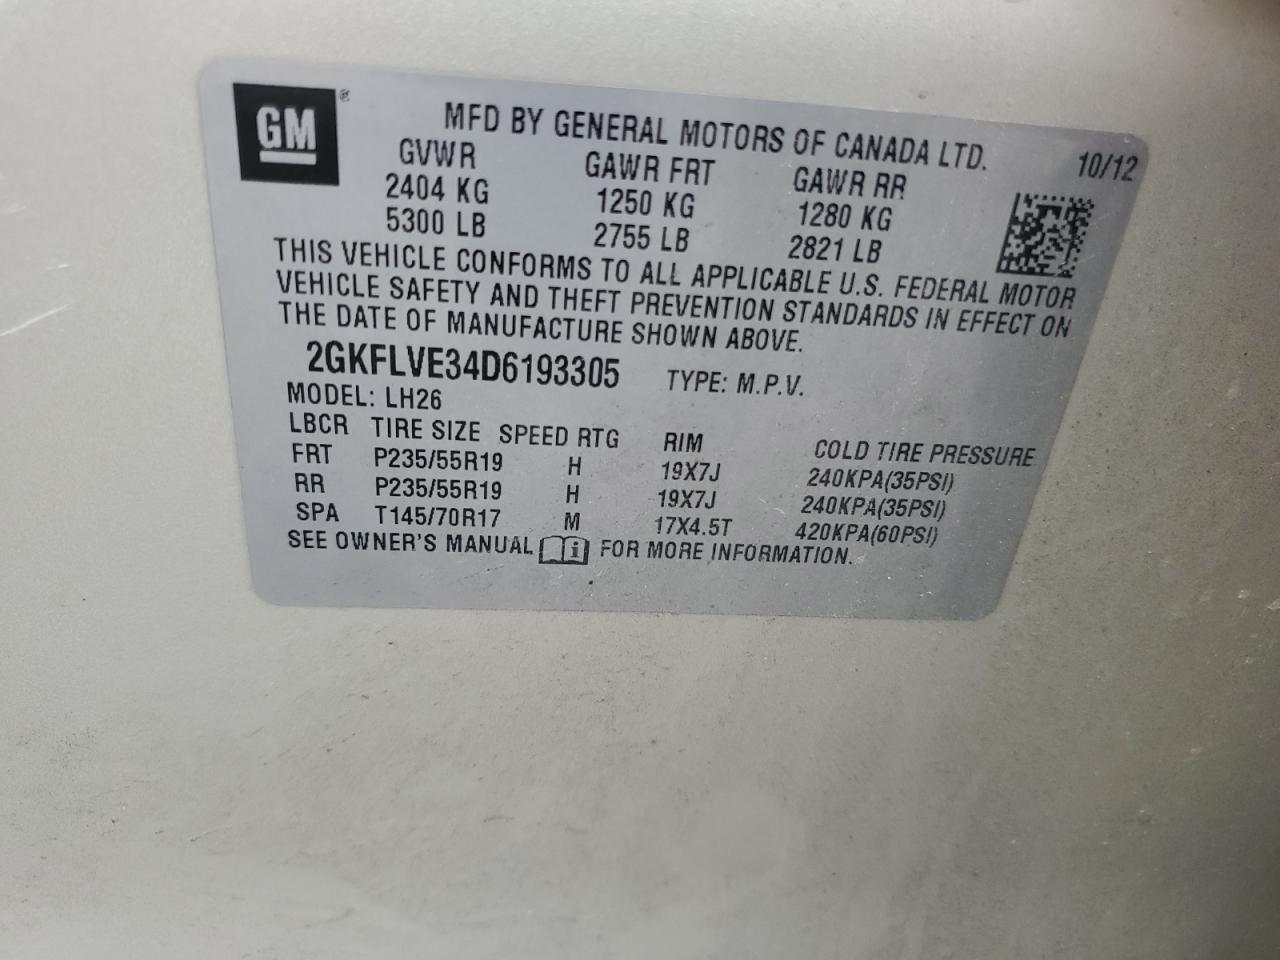 GM ®
MFD BY GENERAL MOTORS OF CANADA LTD. 10/12
GVWR GAWR FRT GAWR RR
2404 KG 1250 KG 1280 KG
5300 LB 2755 LB 2821 LB
THIS VEHICLE CONFORMS TO ALL APPLICABLE U.S. FEDERAL MOTOR
VEHICLE SAFETY AND THEFT PREVENTION STANDARDS IN EFFECT ON
THE DATE OF MANUFACTURE SHOWN ABOVE.
2GKFLVE34D6193305 TYPE: M.P.V.
MODEL: LH26
LBCR TIRE SIZE SPEED RTG RIM COLD TIRE PRESSURE
FRT P235/55R19 H 19X7J 240KPA(35PSI)
RR P235/55R19 H 19X7J 240KPA(35PSI)
SPA T145/70R17 M 17X4.5T 420KPA(60PSI)
SEE OWNER'S MANUAL i FOR MORE INFORMATION.